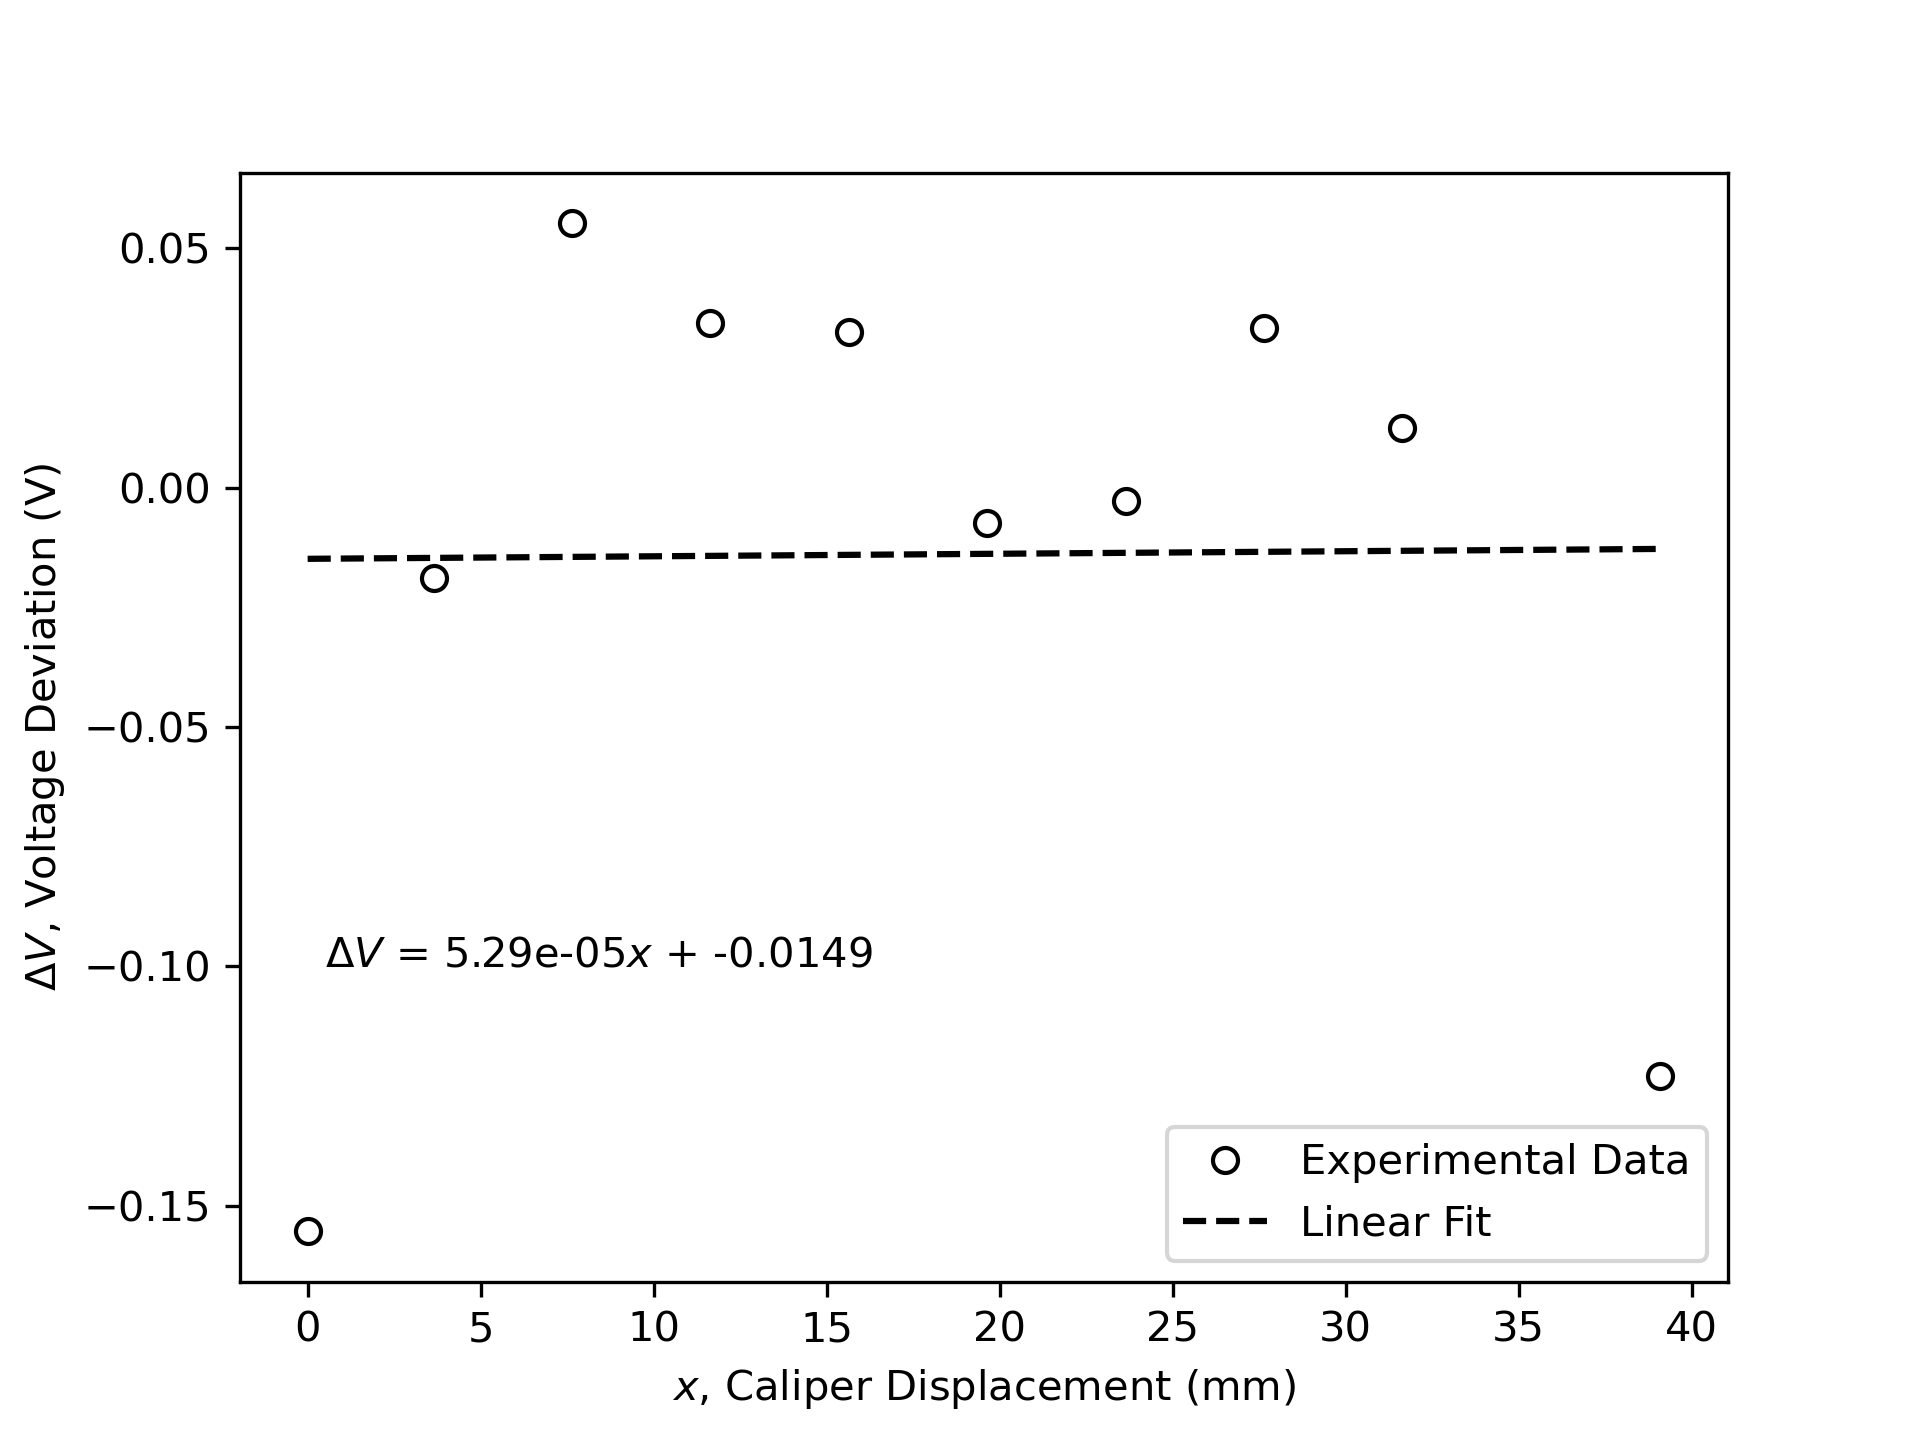 0.05
0.00
−0.05
−0.10
−0.15
ΔV, Voltage Deviation (V)
ΔV = 5.29e-05x + -0.0149
Experimental Data
Linear Fit
0 5 10 15 20 25 30 35 40
x, Caliper Displacement (mm)